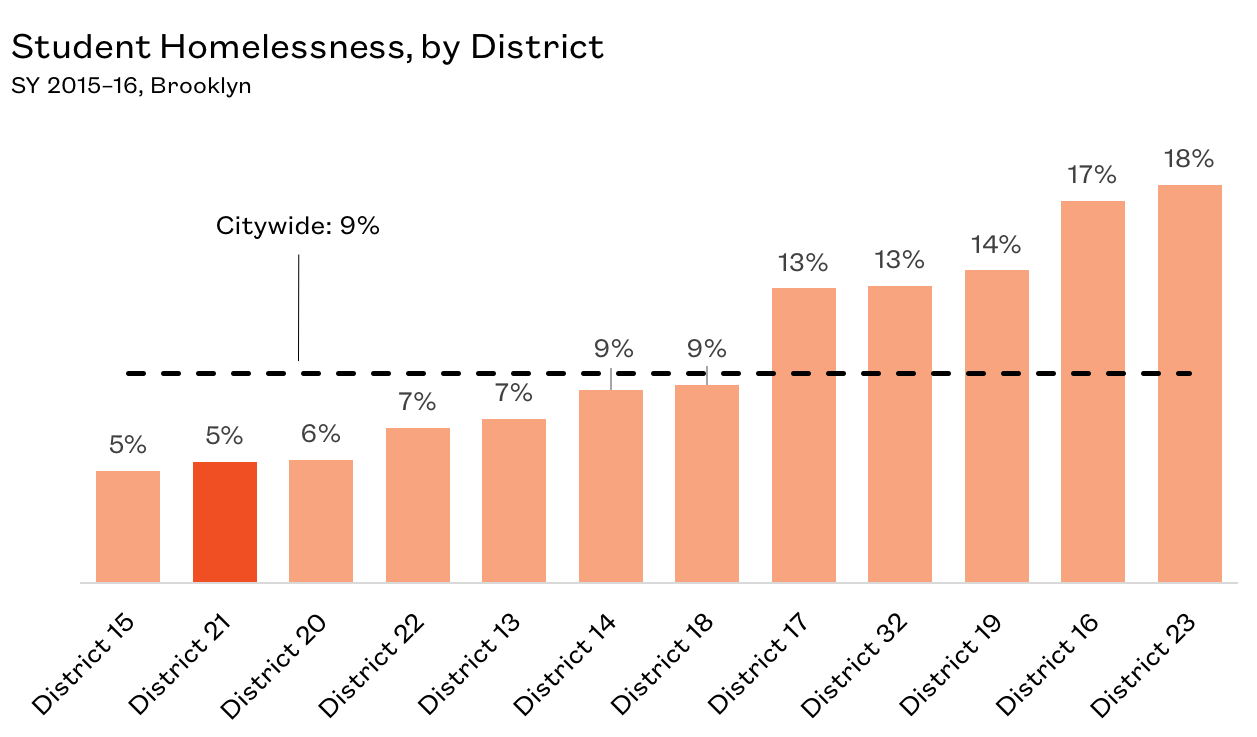 Student Homelessness, by District
SY 2015–16, Brooklyn
Citywide: 9%
5%
5%
6%
7%
7%
9%
9%
13%
13%
14%
17%
18%
District 15
District 21
District 20
District 22
District 13
District 14
District 18
District 17
District 32
District 19
District 16
District 23